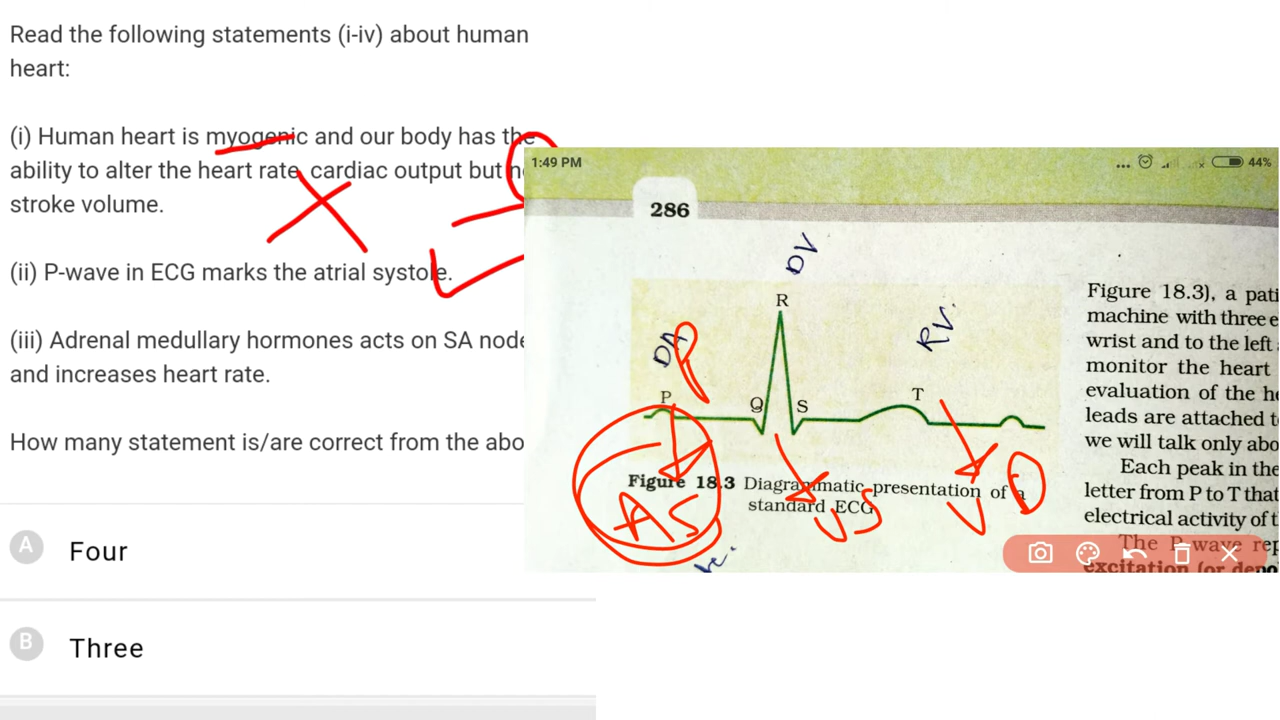 Read the following statements (i-iv) about human
heart:
(i) Human heart is myogenic and our body has the
ability to alter the heart rate, cardiac output but
stroke volume.
(ii) P-wave in ECG marks the atrial systole.
(iii) Adrenal medullary hormones acts on SA node
and increases heart rate.
How many statement is/are correct from the abo
A Four
B Three
1:49 PM
44%
286
DV
R
DA
P
RV.
P
Q
S
T
Figure 18.3 Diagrammatic presentation of a
standard ECG
AS
VS
VD
Figure 18.3), a pati
machine with three e
wrist and to the left
monitor the heart
evaluation of the he
leads are attached t
we will talk only abo
Each peak in the
letter from P to T that
electrical activity of t
The P-wave rep
excitation (or depo